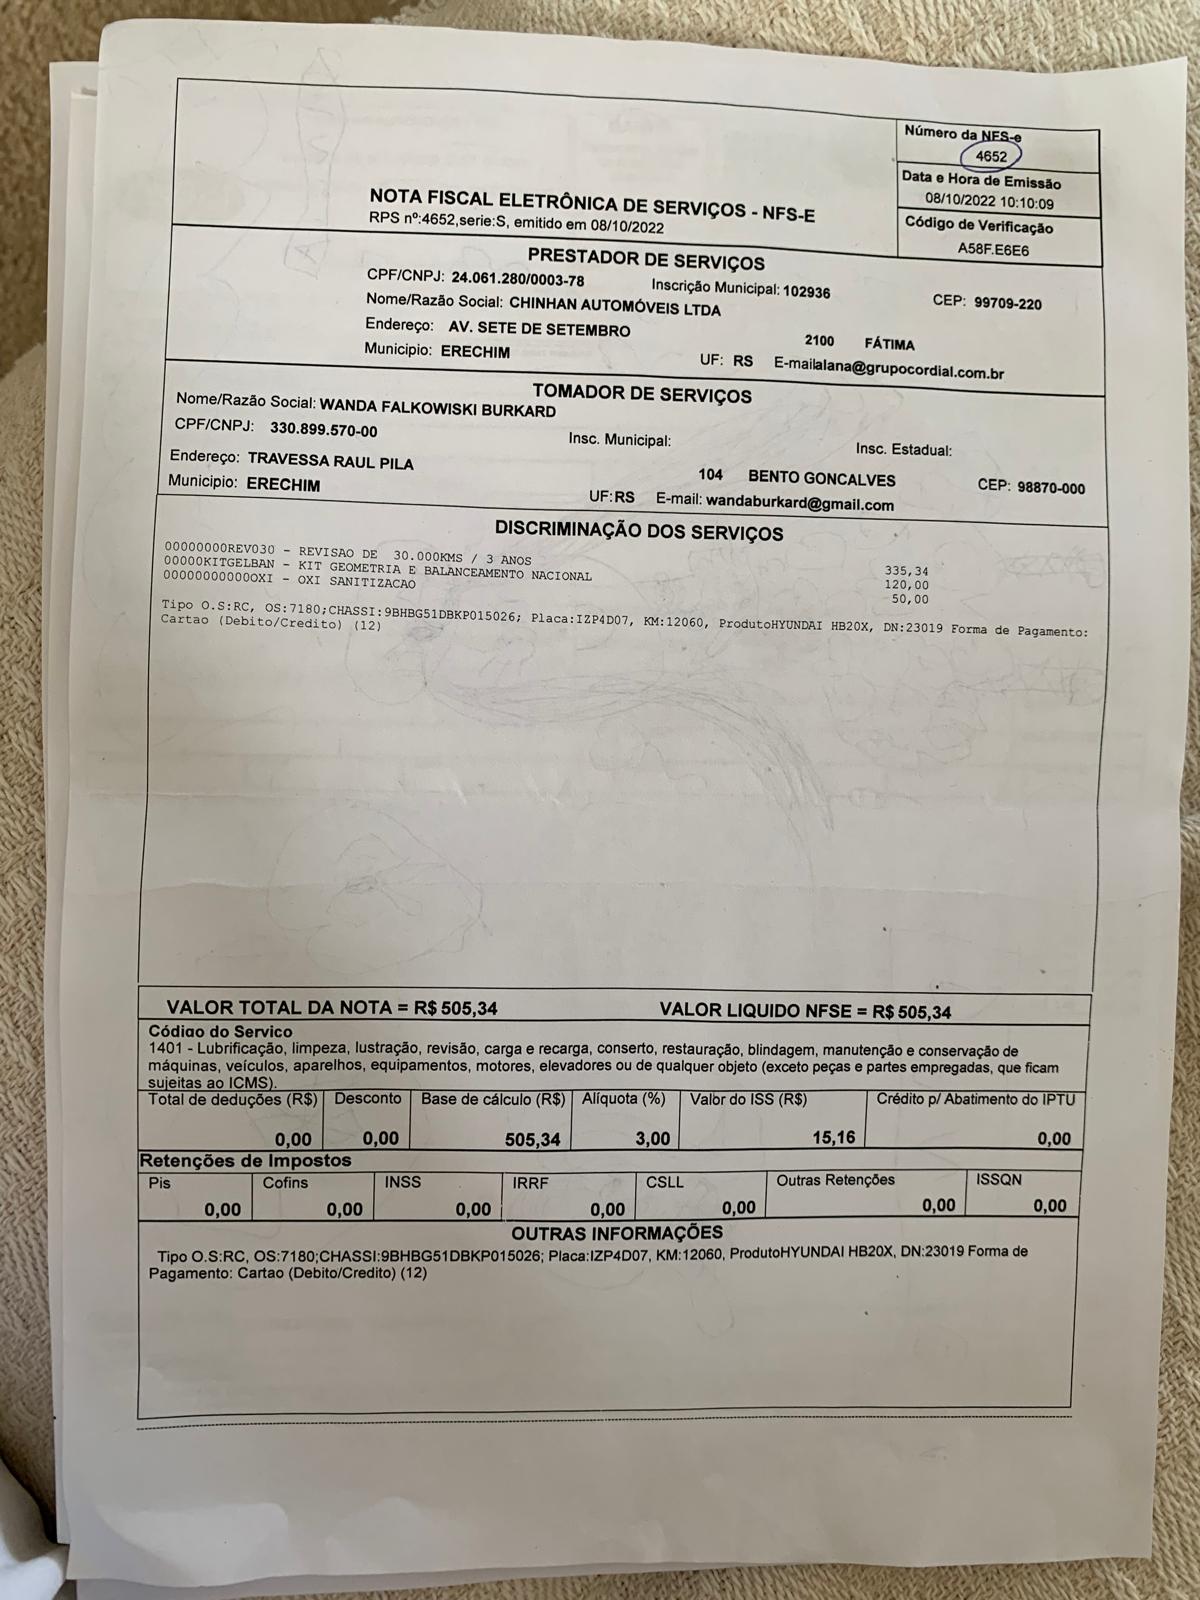 Número da NFS-e
4652
Data e Hora de Emissão
08/10/2022 10:10:09
Código de Verificação
A58F.E6E6
NOTA FISCAL ELETRÔNICA DE SERVIÇOS - NFS-E
RPS nº:4652,serie:S, emitido em 08/10/2022
PRESTADOR DE SERVIÇOS
CPF/CNPJ: 24.061.280/0003-78 Inscrição Municipal: 102936 CEP: 99709-220
Nome/Razão Social: CHINHAN AUTOMÓVEIS LTDA
Endereço: AV. SETE DE SETEMBRO 2100 FÁTIMA
Municipio: ERECHIM UF: RS E-mailalana@grupocordial.com.br
TOMADOR DE SERVIÇOS
Nome/Razão Social: WANDA FALKOWISKI BURKARD
CPF/CNPJ: 330.899.570-00 Insc. Municipal: Insc. Estadual:
Endereço: TRAVESSA RAUL PILA 104 BENTO GONCALVES CEP: 98870-000
Municipio: ERECHIM UF:RS E-mail: wandaburkard@gmail.com
DISCRIMINAÇÃO DOS SERVIÇOS
00000000REV030 - REVISAO DE 30.000KMS / 3 ANOS 335,34
00000KITGELBAN - KIT GEOMETRIA E BALANCEAMENTO NACIONAL 120,00
00000000000OXI - OXI SANITIZACAO 50,00
Tipo O.S:RC, OS:7180;CHASSI:9BHBG51DBKP015026; Placa:IZP4D07, KM:12060, ProdutoHYUNDAI HB20X, DN:23019 Forma de Pagamento:
Cartao (Debito/Credito) (12)
VALOR TOTAL DA NOTA = R$ 505,34 VALOR LIQUIDO NFSE = R$ 505,34
Código do Servico
1401 - Lubrificação, limpeza, lustração, revisão, carga e recarga, conserto, restauração, blindagem, manutenção e conservação de
máquinas, veículos, aparelhos, equipamentos, motores, elevadores ou de qualquer objeto (exceto peças e partes empregadas, que ficam
sujeitas ao ICMS).
Total de deduções (R$) Desconto Base de cálculo (R$) Alíquota (%) Valor do ISS (R$) Crédito p/ Abatimento do IPTU
0,00 0,00 505,34 3,00 15,16 0,00
Retenções de Impostos
Pis Cofins INSS IRRF CSLL Outras Retenções ISSQN
0,00 0,00 0,00 0,00 0,00 0,00 0,00
OUTRAS INFORMAÇÕES
Tipo O.S:RC, OS:7180;CHASSI:9BHBG51DBKP015026; Placa:IZP4D07, KM:12060, ProdutoHYUNDAI HB20X, DN:23019 Forma de
Pagamento: Cartao (Debito/Credito) (12)